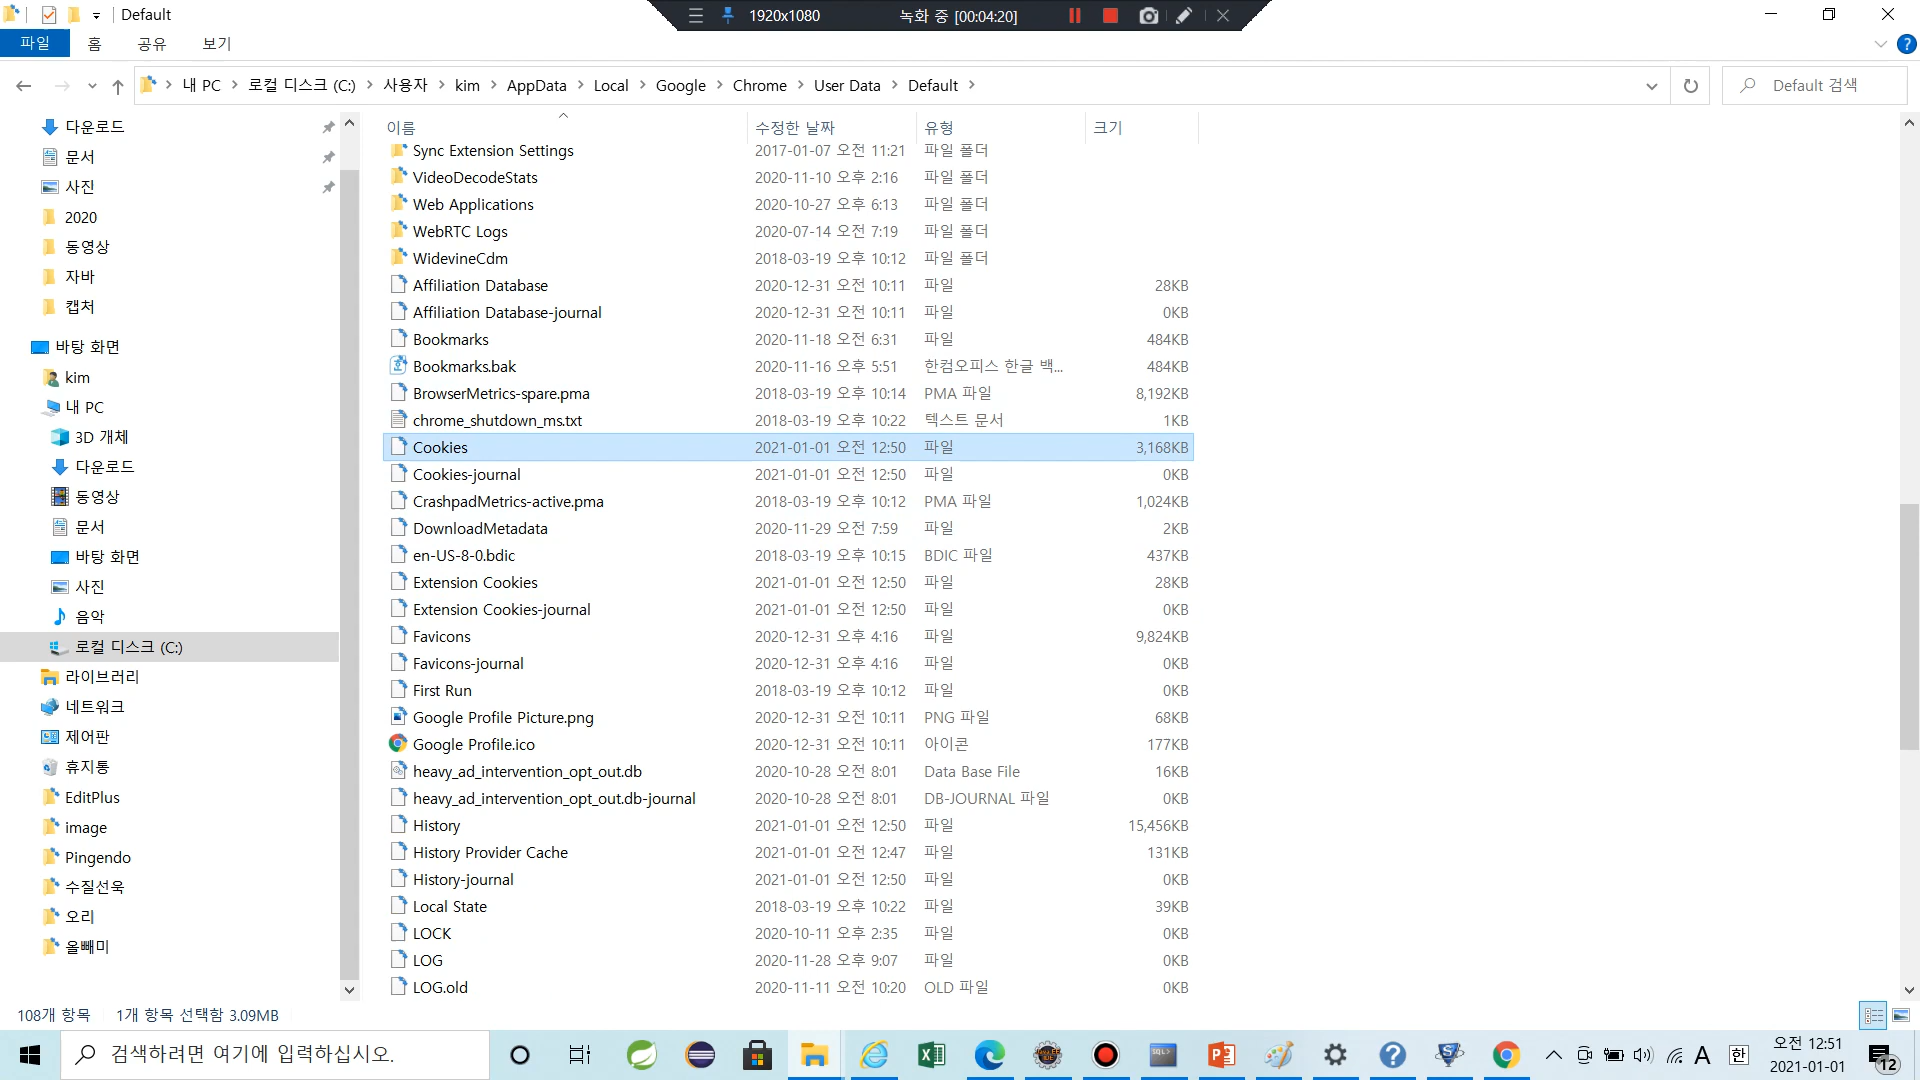 Default
1920x1080
녹화 중 [00:04:20]
파일
홈
공유
보기
내 PC
로컬 디스크 (C:)
사용자
kim
AppData
Local
Google
Chrome
User Data
Default
Default 검색
다운로드
문서
사진
2020
동영상
자바
캡처
바탕 화면
kim
내 PC
3D 개체
다운로드
동영상
문서
바탕 화면
사진
음악
로컬 디스크 (C:)
라이브러리
네트워크
제어판
휴지통
EditPlus
image
Pingendo
수질선욱
오리
올빼미
이름 수정한 날짜 유형 크기
Sync Extension Settings 2017-01-07 오전 11:21 파일 폴더
VideoDecodeStats 2020-11-10 오후 2:16 파일 폴더
Web Applications 2020-10-27 오후 6:13 파일 폴더
WebRTC Logs 2020-07-14 오전 7:19 파일 폴더
WidevineCdm 2018-03-19 오후 10:12 파일 폴더
Affiliation Database 2020-12-31 오전 10:11 파일 28KB
Affiliation Database-journal 2020-12-31 오전 10:11 파일 0KB
Bookmarks 2020-11-18 오전 6:31 파일 484KB
Bookmarks.bak 2020-11-16 오후 5:51 한컴오피스 한글 백... 484KB
BrowserMetrics-spare.pma 2018-03-19 오후 10:14 PMA 파일 8,192KB
chrome_shutdown_ms.txt 2018-03-19 오후 10:22 텍스트 문서 1KB
Cookies 2021-01-01 오전 12:50 파일 3,168KB
Cookies-journal 2021-01-01 오전 12:50 파일 0KB
CrashpadMetrics-active.pma 2018-03-19 오후 10:12 PMA 파일 1,024KB
DownloadMetadata 2020-11-29 오전 7:59 파일 2KB
en-US-8-0.bdic 2018-03-19 오후 10:15 BDIC 파일 437KB
Extension Cookies 2021-01-01 오전 12:50 파일 28KB
Extension Cookies-journal 2021-01-01 오전 12:50 파일 0KB
Favicons 2020-12-31 오후 4:16 파일 9,824KB
Favicons-journal 2020-12-31 오후 4:16 파일 0KB
First Run 2018-03-19 오후 10:12 파일 0KB
Google Profile Picture.png 2020-12-31 오전 10:11 PNG 파일 68KB
Google Profile.ico 2020-12-31 오전 10:11 아이콘 177KB
heavy_ad_intervention_opt_out.db 2020-10-28 오전 8:01 Data Base File 16KB
heavy_ad_intervention_opt_out.db-journal 2020-10-28 오전 8:01 DB-JOURNAL 파일 0KB
History 2021-01-01 오전 12:50 파일 15,456KB
History Provider Cache 2021-01-01 오전 12:47 파일 131KB
History-journal 2021-01-01 오전 12:50 파일 0KB
Local State 2018-03-19 오후 10:22 파일 39KB
LOCK 2020-10-11 오후 2:35 파일 0KB
LOG 2020-11-28 오후 9:07 파일 0KB
LOG.old 2020-11-11 오전 10:20 OLD 파일 0KB
108개 항목
1개 항목 선택함 3.09MB
검색하려면 여기에 입력하십시오.
SQL>
A
한
오전 12:51
2021-01-01
12